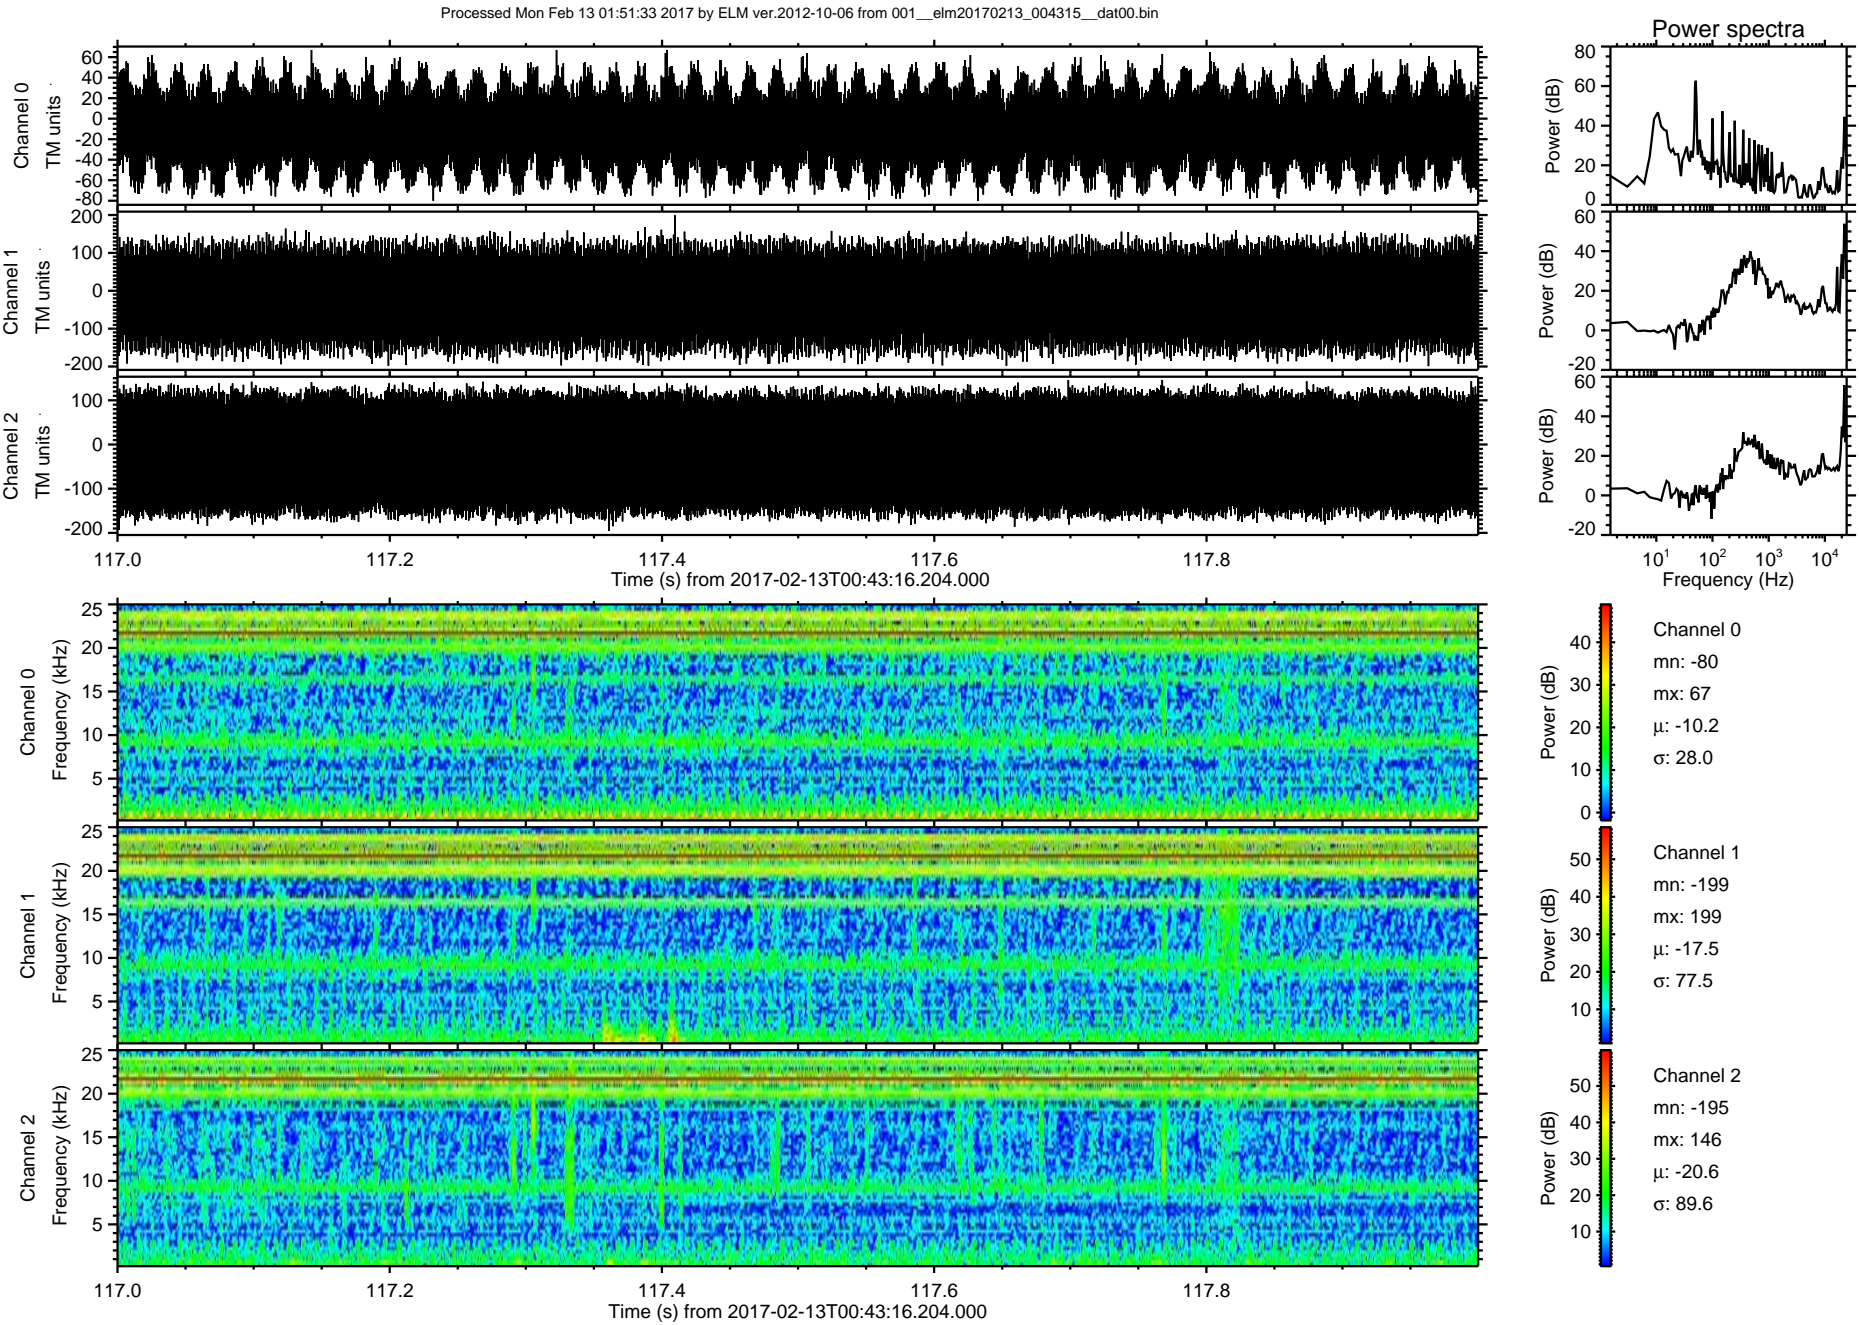 Processed Mon Feb 13 01:51:33 2017 by ELM ver.2012-10-06 from 001__elm20170213_004315__dat00.bin
Power spectra
Channel 0
TM units
60
40
20
0
-20
-40
-60
-80
Power (dB)
80
60
40
20
0
Channel 1
TM units
200
100
0
-100
-200
Power (dB)
60
40
20
0
-20
Channel 2
TM units
100
0
-100
-200
Power (dB)
60
40
20
0
-20
117.0 117.2 117.4 117.6 117.8
Time (s) from 2017-02-13T00:43:16.204.000
10^1 10^2 10^3 10^4
Frequency (Hz)
Channel 0
Frequency (kHz)
25
20
15
10
5
Power (dB)
40
30
20
10
0
Channel 0
mn: -80
mx: 67
µ: -10.2
σ: 28.0
Channel 1
Frequency (kHz)
25
20
15
10
5
Power (dB)
50
40
30
20
10
Channel 1
mn: -199
mx: 199
µ: -17.5
σ: 77.5
Channel 2
Frequency (kHz)
25
20
15
10
5
Power (dB)
50
40
30
20
10
Channel 2
mn: -195
mx: 146
µ: -20.6
σ: 89.6
117.0 117.2 117.4 117.6 117.8
Time (s) from 2017-02-13T00:43:16.204.000